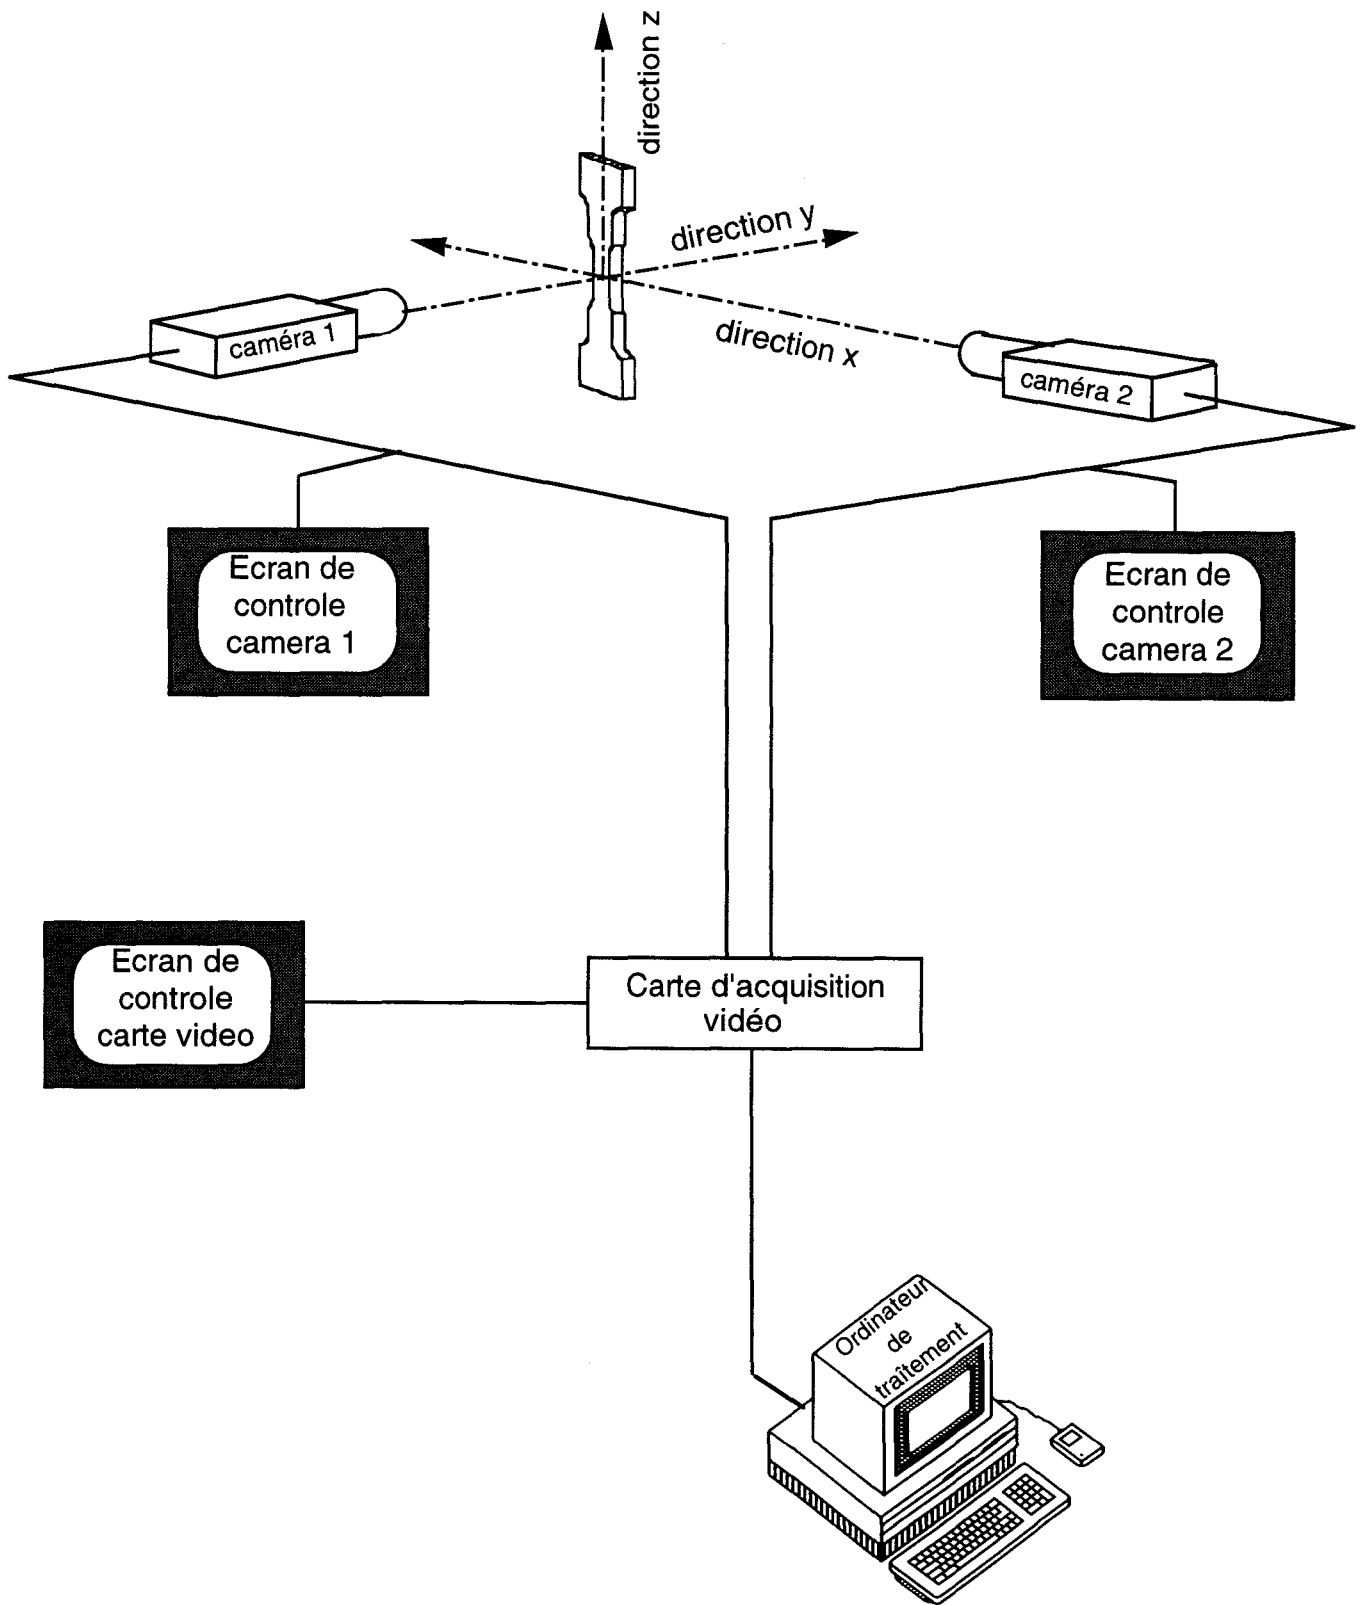 direction z
direction y
caméra 1
direction x
caméra 2
Ecran de
controle
camera 1
Ecran de
controle
camera 2
Ecran de
controle
carte video
Carte d'acquisition
vidéo
Ordinateur
de
traîtement